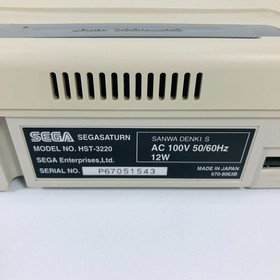 SEGA SEGASATURN
MODEL NO. HST-3220
SEGA Enterprises,Ltd.
SERIAL NO. P67051543
SANWA DENKI S
AC 100V 50/60Hz
12W
MADE IN JAPAN
670-8083B